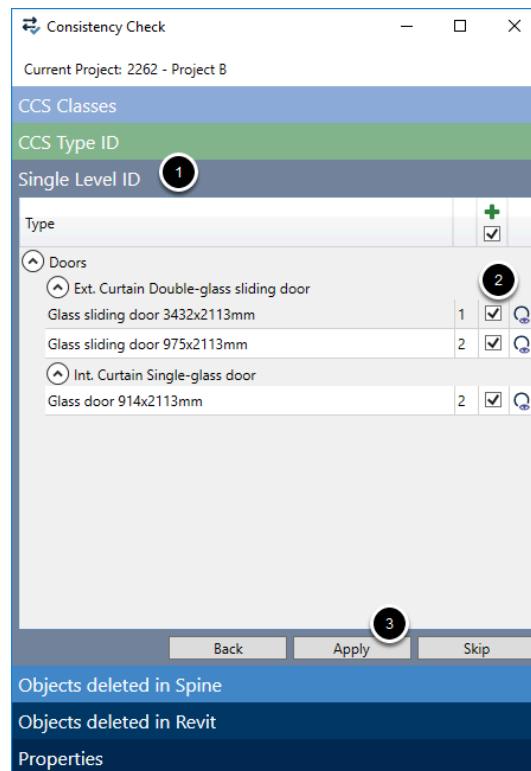 Consistency Check
Current Project: 2262 - Project B
CCS Classes
CCS Type ID
Single Level ID 1
Type
Doors
Ext. Curtain Double-glass sliding door 2
Glass sliding door 3432x2113mm 1
Glass sliding door 975x2113mm 2
Int. Curtain Single-glass door
Glass door 914x2113mm 2
3
Back Apply Skip
Objects deleted in Spine
Objects deleted in Revit
Properties